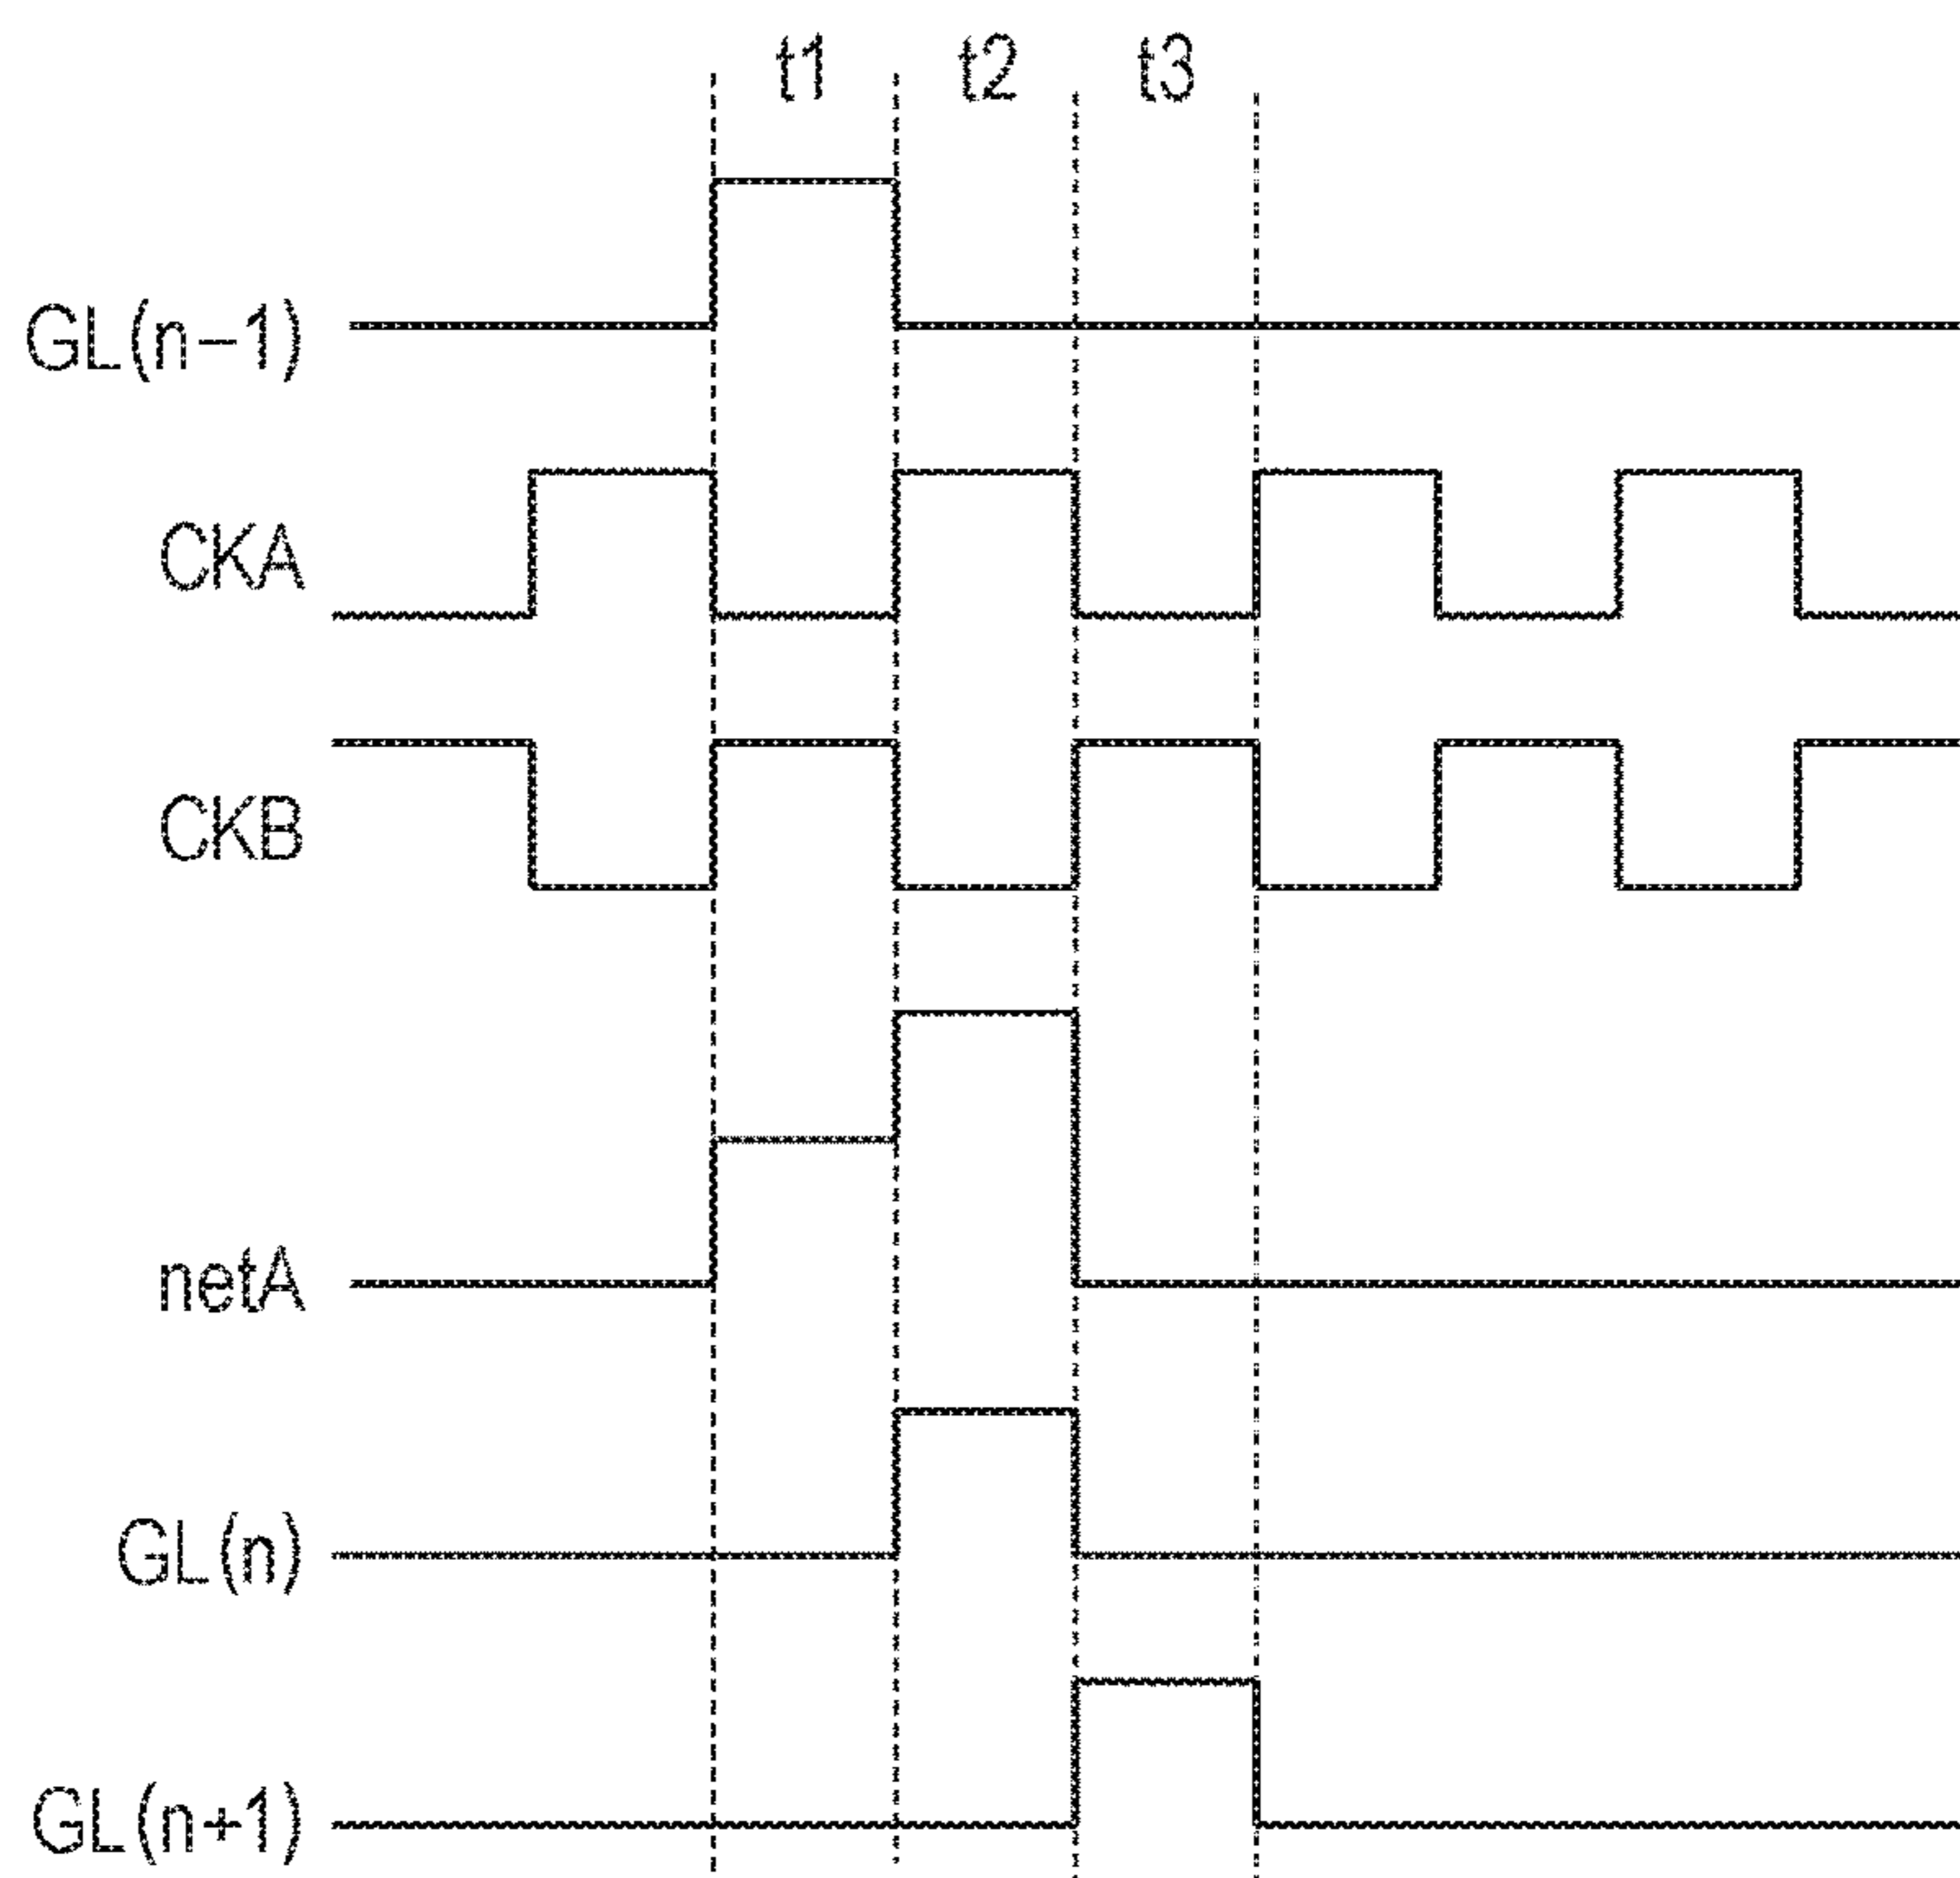 t1 t2 t3
GL(n−1)
CKA
CKB
netA
GL(n)
GL(n+1)